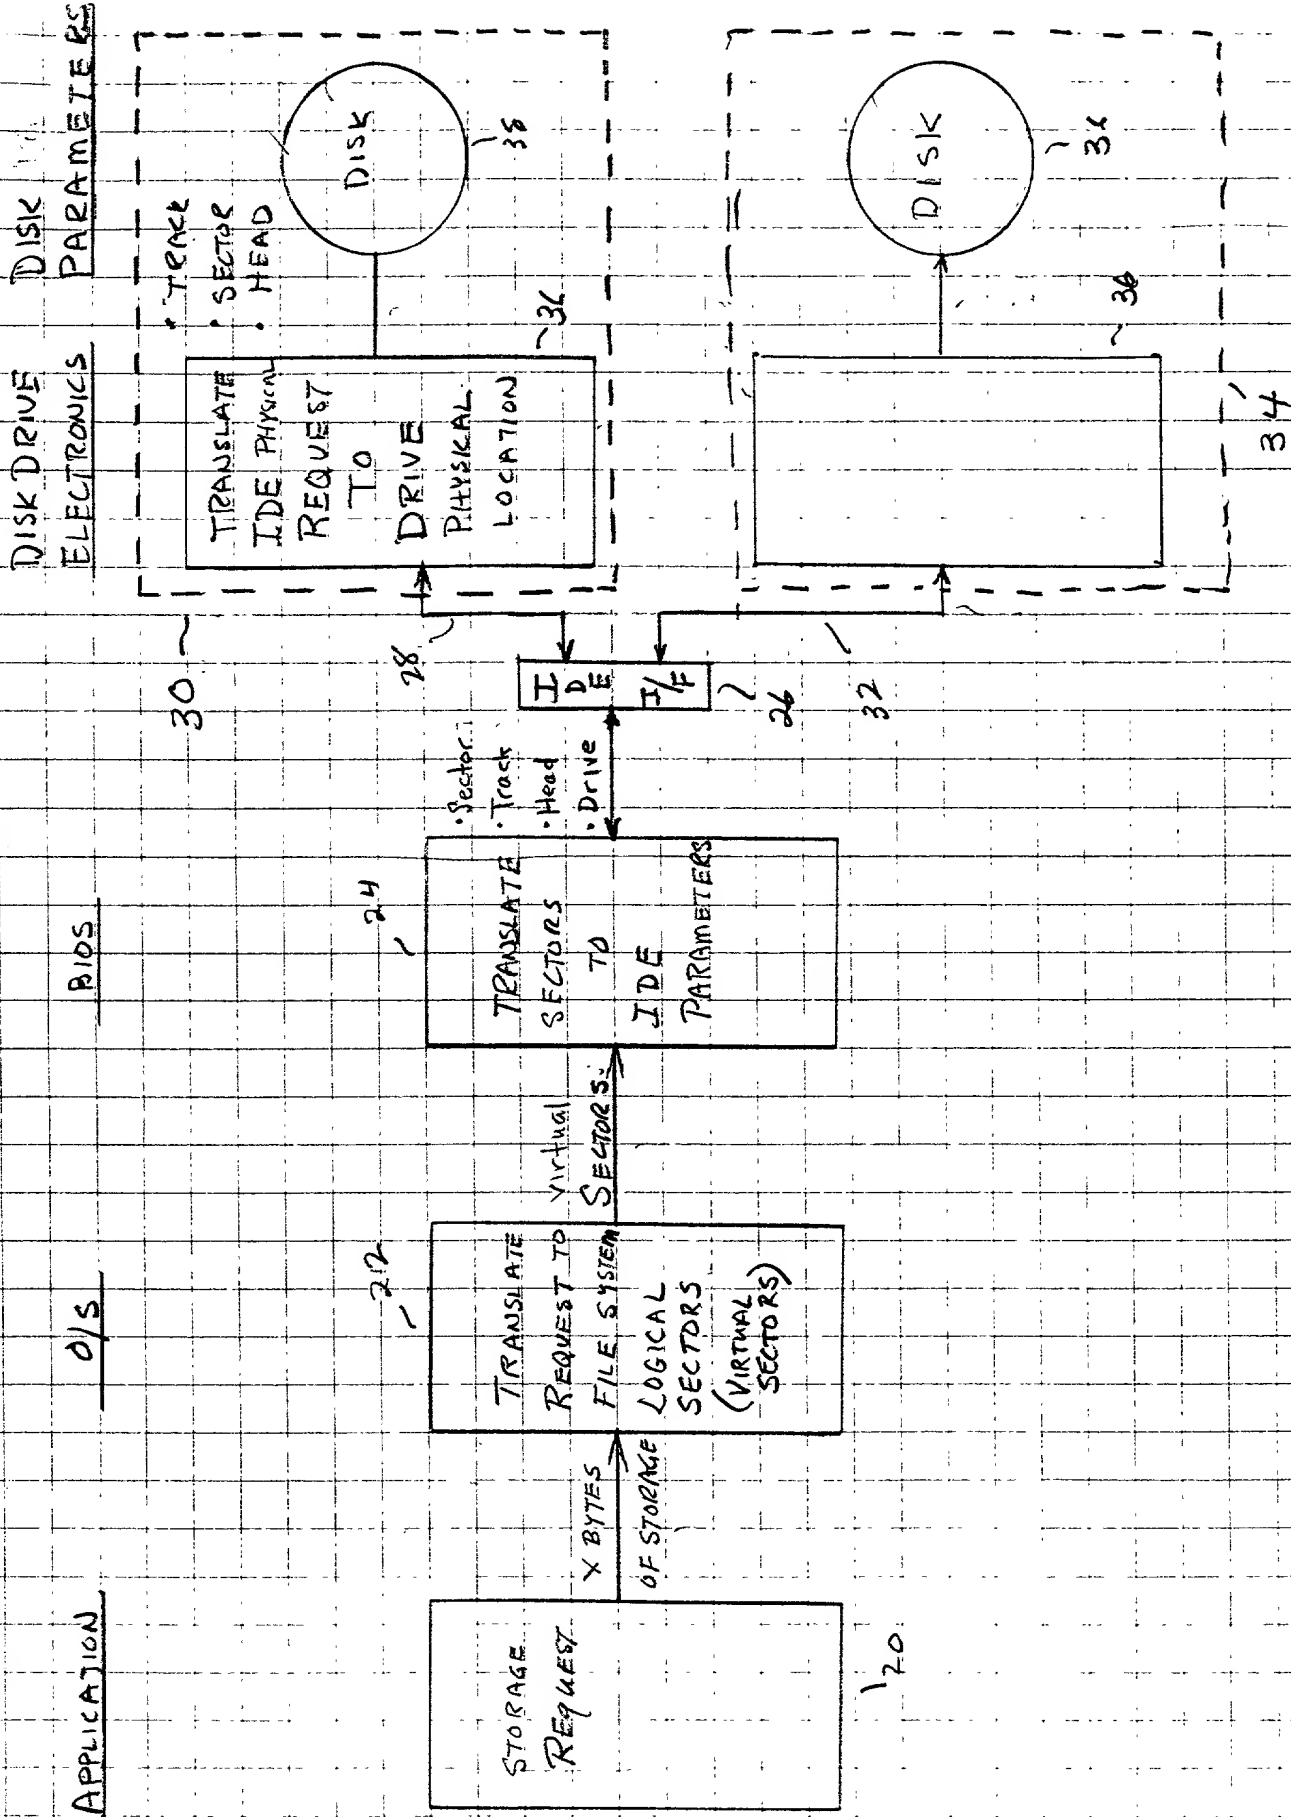 APPLICATION
O/S
BIOS
DISK DRIVE
ELECTRONICS
DISK
PARAMETERS
STORAGE
REQUEST
20
X BYTES
OF STORAGE
TRANSLATE
REQUEST TO
FILE SYSTEM
LOGICAL
SECTORS
(VIRTUAL
SECTORS)
22
Virtual
SECTORS
TRANSLATE
SECTORS
TO
IDE
PARAMETERS
24
• Sector
• Track
• Head
• Drive
IDE
I/F
26
28
30
32
TRANSLATE
IDE PHYSICAL
REQUEST
TO
DRIVE
PHYSICAL
LOCATION
36
• TRACK
• SECTOR
• HEAD
DISK
38
36
34
DISK